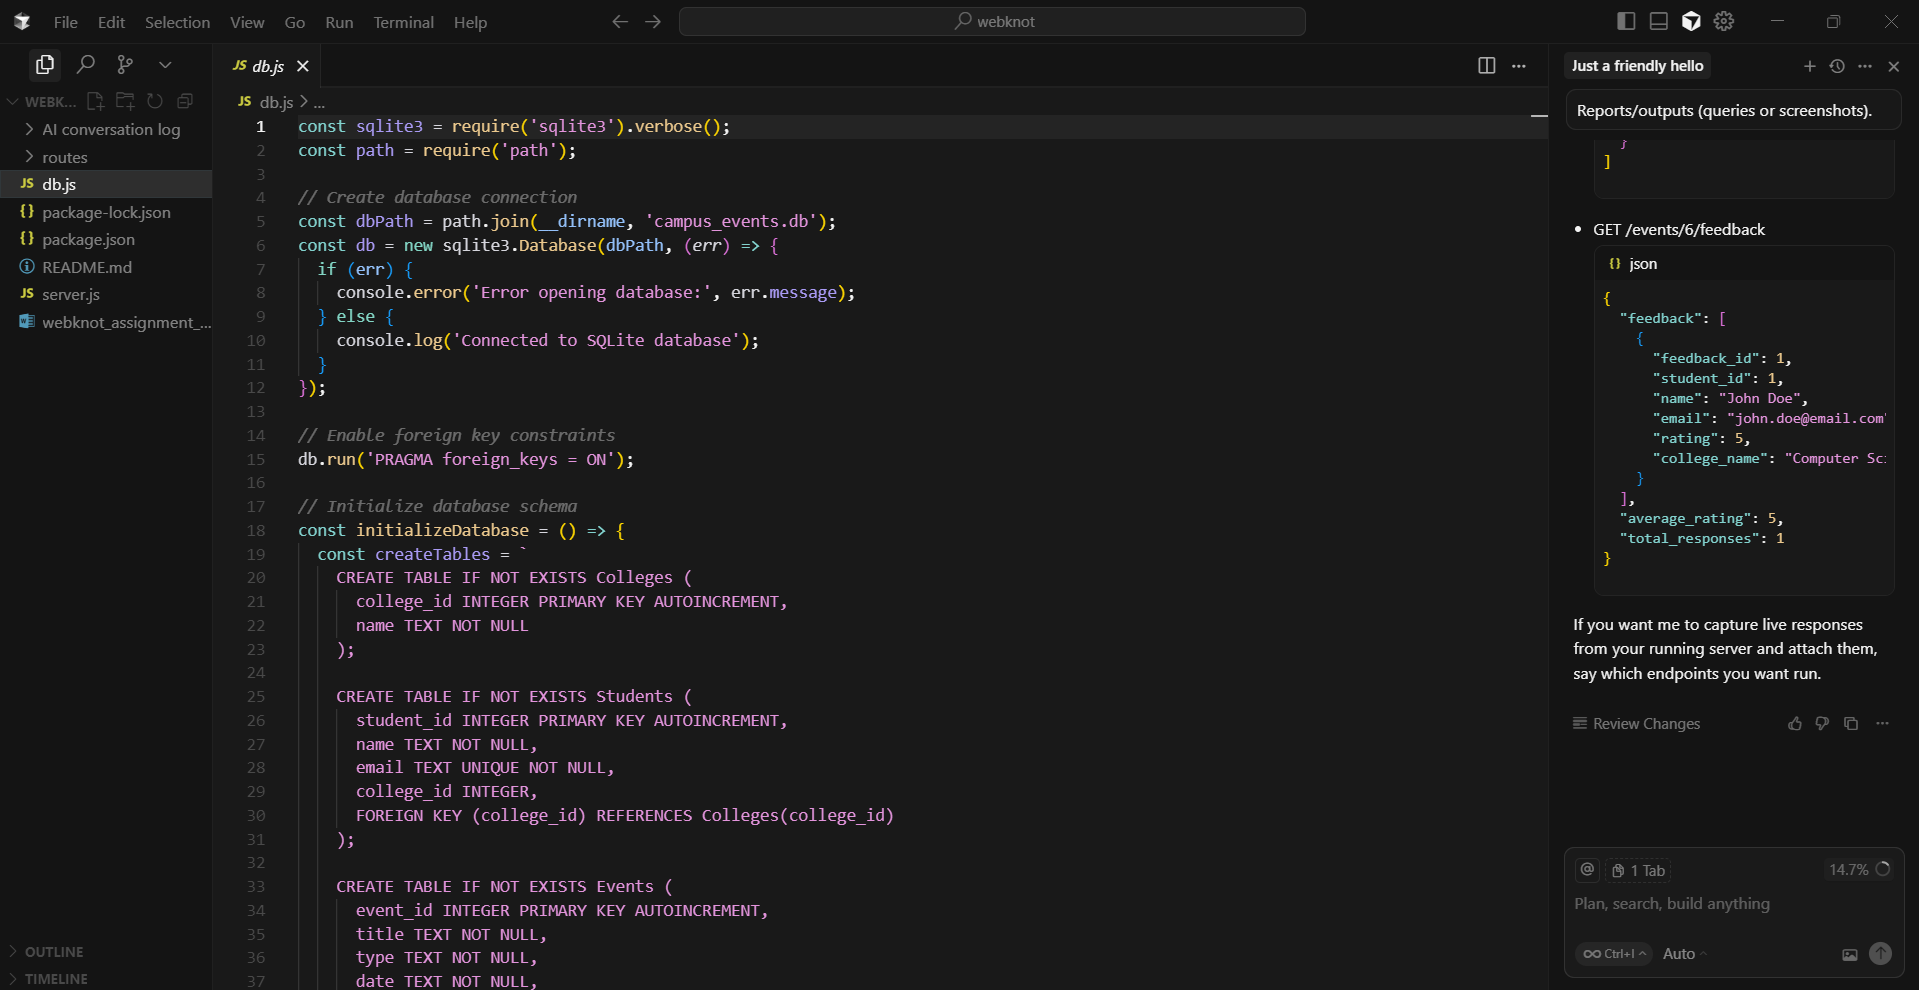 File Edit Selection View Go Run Terminal Help
webknot
WEBK...
AI conversation log
routes
JS db.js
{} package-lock.json
{} package.json
README.md
JS server.js
webknot_assignment_...
OUTLINE
TIMELINE
JS db.js
JS db.js > ...
1 const sqlite3 = require('sqlite3').verbose();
2 const path = require('path');
3
4 // Create database connection
5 const dbPath = path.join(__dirname, 'campus_events.db');
6 const db = new sqlite3.Database(dbPath, (err) => {
7 if (err) {
8 console.error('Error opening database:', err.message);
9 } else {
10 console.log('Connected to SQLite database');
11 }
12 });
13
14 // Enable foreign key constraints
15 db.run('PRAGMA foreign_keys = ON');
16
17 // Initialize database schema
18 const initializeDatabase = () => {
19 const createTables = `
20 CREATE TABLE IF NOT EXISTS Colleges (
21 college_id INTEGER PRIMARY KEY AUTOINCREMENT,
22 name TEXT NOT NULL
23 );
24
25 CREATE TABLE IF NOT EXISTS Students (
26 student_id INTEGER PRIMARY KEY AUTOINCREMENT,
27 name TEXT NOT NULL,
28 email TEXT UNIQUE NOT NULL,
29 college_id INTEGER,
30 FOREIGN KEY (college_id) REFERENCES Colleges(college_id)
31 );
32
33 CREATE TABLE IF NOT EXISTS Events (
34 event_id INTEGER PRIMARY KEY AUTOINCREMENT,
35 title TEXT NOT NULL,
36 type TEXT NOT NULL,
37 date TEXT NOT NULL,
Just a friendly hello
Reports/outputs (queries or screenshots).
}
]
• GET /events/6/feedback
{} json
{
"feedback": [
{
"feedback_id": 1,
"student_id": 1,
"name": "John Doe",
"email": "john.doe@email.com"
"rating": 5,
"college_name": "Computer Sci
}
],
"average_rating": 5,
"total_responses": 1
}
If you want me to capture live responses
from your running server and attach them,
say which endpoints you want run.
Review Changes
@ 1 Tab
14.7%
Plan, search, build anything
∞ Ctrl+I
Auto